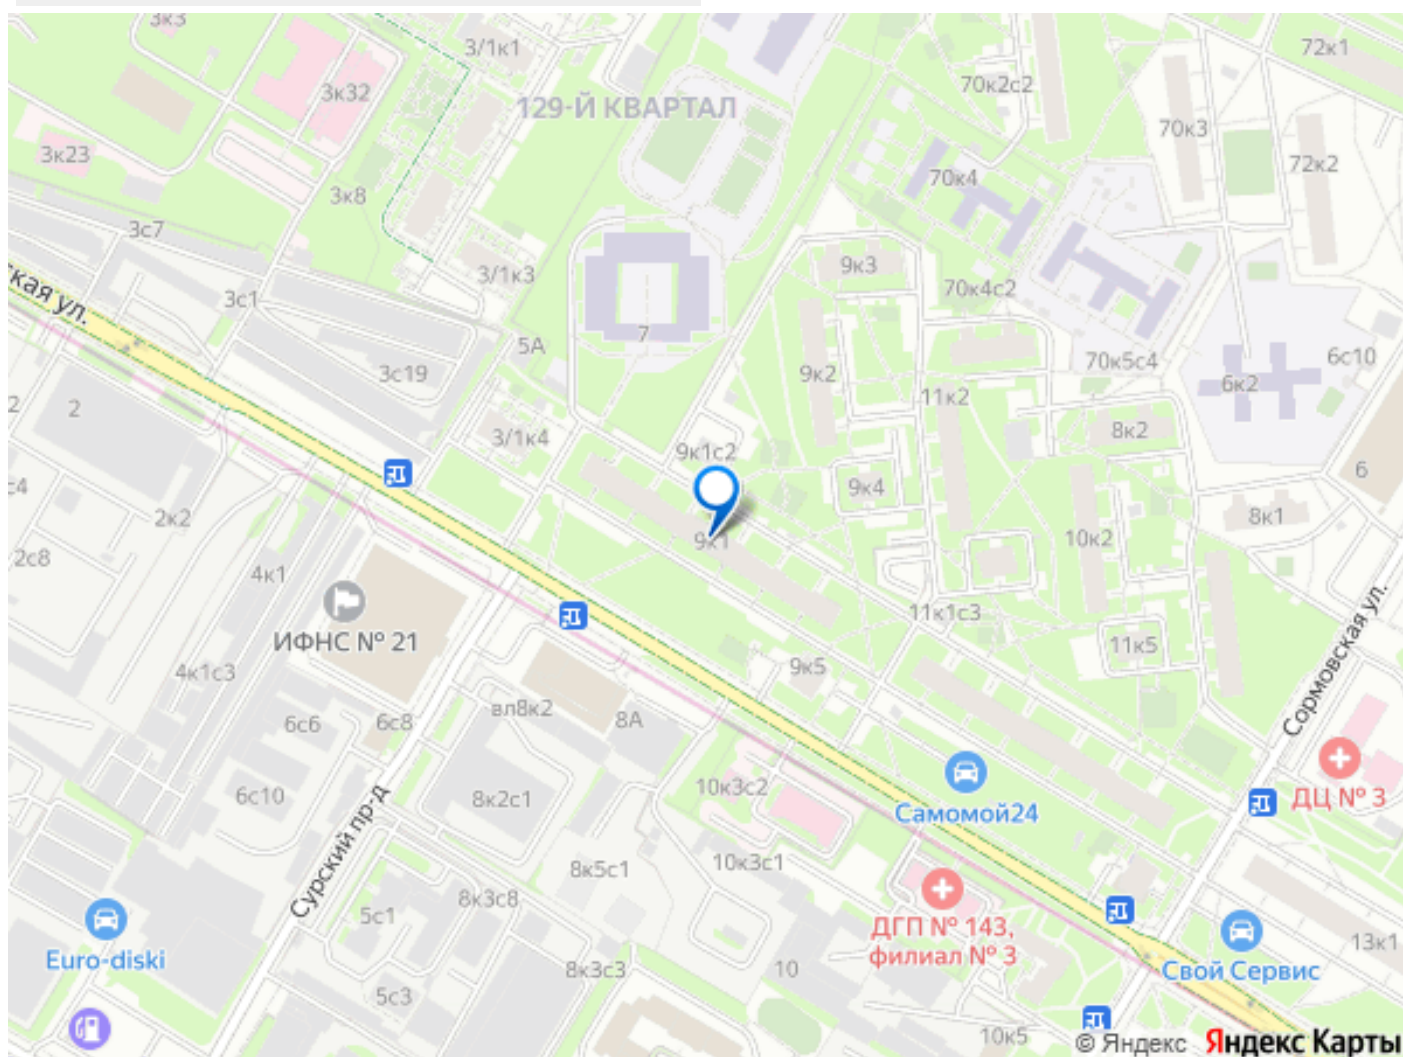 3к3
3/1к1
72к1
3к32
70к2с2
129-Й КВАРТАЛ
70к3
3к23
72к2
70к4
3к8
3с7
9к3
3/1к3
70к4с2
ская ул.
3с1
7
5А
6с10
70к5с4
3с19
9к2
6к2
11к2
2
2
3/1к4
8к2
9к1с2
6
с4
9к4
2к2
8к1
9к1
10к2
2с8
4к1
11к1с3
ИФНС № 21
11к5
Сормовская ул.
4к1с3
9к5
вл8к2
6с6
6с8
8А
ДЦ № 3
6с10
8к2с1
10к3с2
Самомой24
Сурский пр-д
8к5с1
10к3с1
8к3с8
5с1
ДГП № 143,
филиал № 3
13к1
Euro-diski
8к3с3
10
Свой Сервис
5с3
10к5
© Яндекс Яндекс Карты